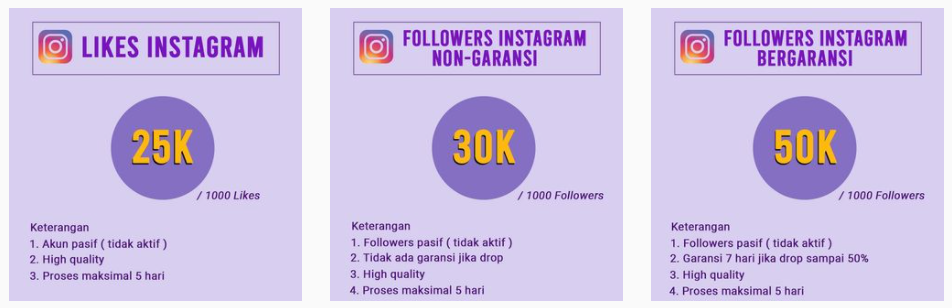 LIKES INSTAGRAM
25K
/ 1000 Likes
Keterangan
1. Akun pasif ( tidak aktif )
2. High quality
3. Proses maksimal 5 hari
FOLLOWERS INSTAGRAM
NON-GARANSI
30K
/ 1000 Followers
Keterangan
1. Followers pasif ( tidak aktif )
2. Tidak ada garansi jika drop
3. High quality
4. Proses maksimal 5 hari
FOLLOWERS INSTAGRAM
BERGARANSI
50K
/ 1000 Followers
Keterangan
1. Followers pasif ( tidak aktif )
2. Garansi 7 hari jika drop sampai 50%
3. High quality
4. Proses maksimal 5 hari